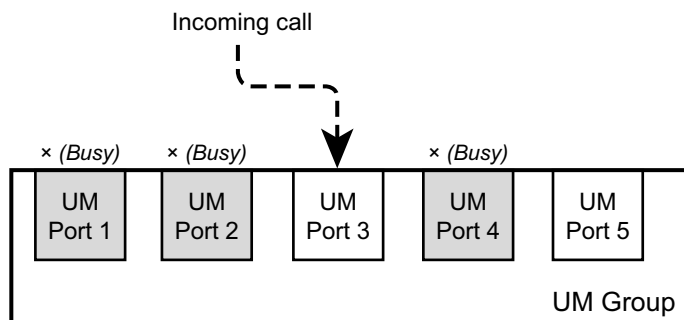 Incoming call
× (Busy)
× (Busy)
× (Busy)
UM
Port 1
UM
Port 2
UM
Port 3
UM
Port 4
UM
Port 5
UM Group